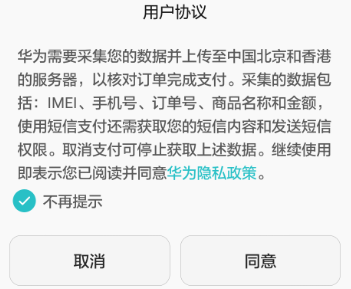 用户协议
华为需要采集您的数据并上传至中国北京和香港
的服务器，以核对订单完成支付。采集的数据包
括：IMEI、手机号、订单号、商品名称和金额，
使用短信支付还需获取您的短信内容和发送短信
权限。取消支付可停止获取上述数据。继续使用
即表示您已阅读并同意华为隐私政策。
不再提示
取消 同意